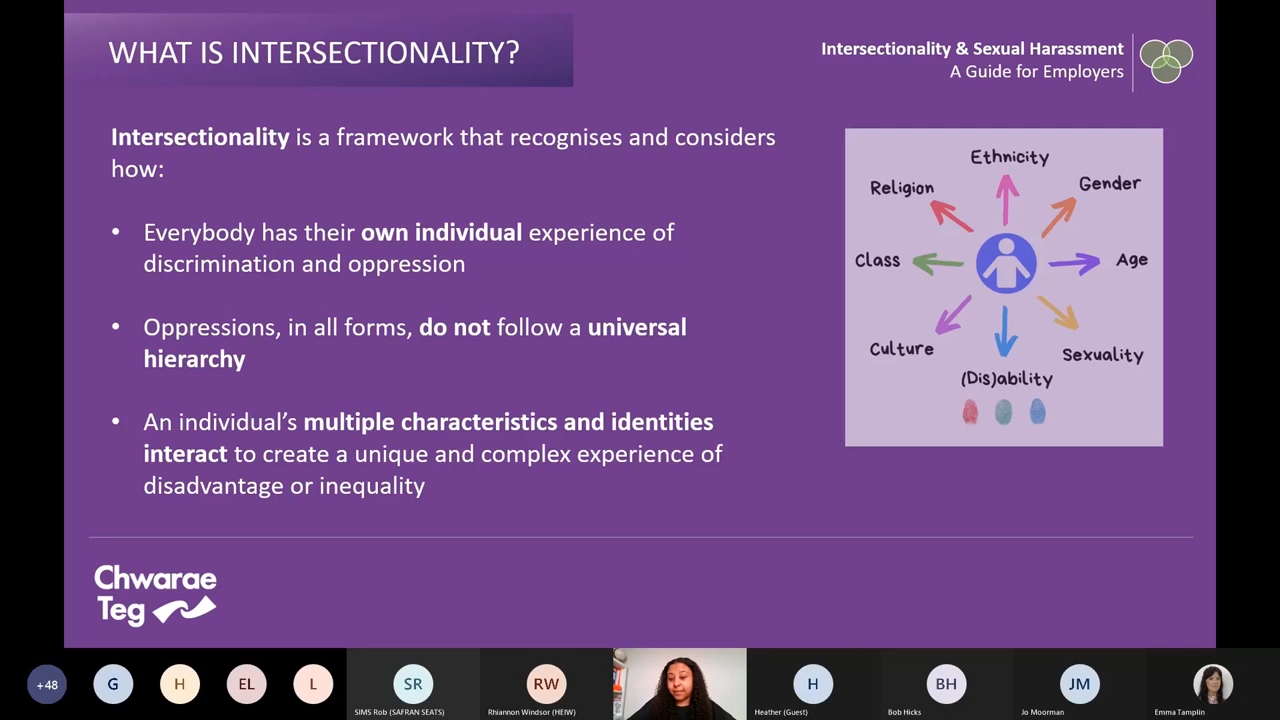 WHAT IS INTERSECTIONALITY?
Intersectionality & Sexual Harassment
A Guide for Employers
Intersectionality is a framework that recognises and considers
how:
• Everybody has their own individual experience of
discrimination and oppression
• Oppressions, in all forms, do not follow a universal
hierarchy
• An individual’s multiple characteristics and identities
interact to create a unique and complex experience of
disadvantage or inequality
Ethnicity
Religion
Gender
Class
Age
Culture
Sexuality
(Dis)ability
Chwarae
Teg
+48
G
H
EL
L
SR
SIMS Rob (SAFRAN SEATS)
RW
Rhiannon Windsor (HEIW)
H
Heather (Guest)
BH
Bob Hicks
JM
Jo Moorman
Emma Tamplin